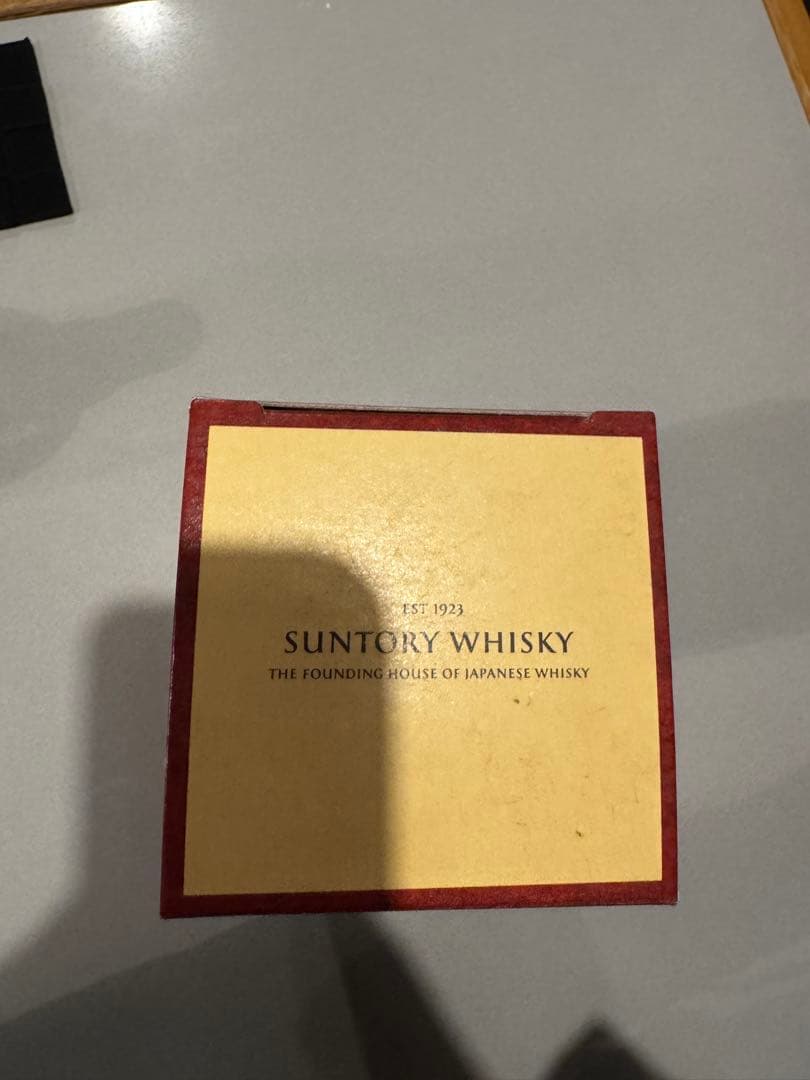 EST 1923
SUNTORY WHISKY
THE FOUNDING HOUSE OF JAPANESE WHISKY